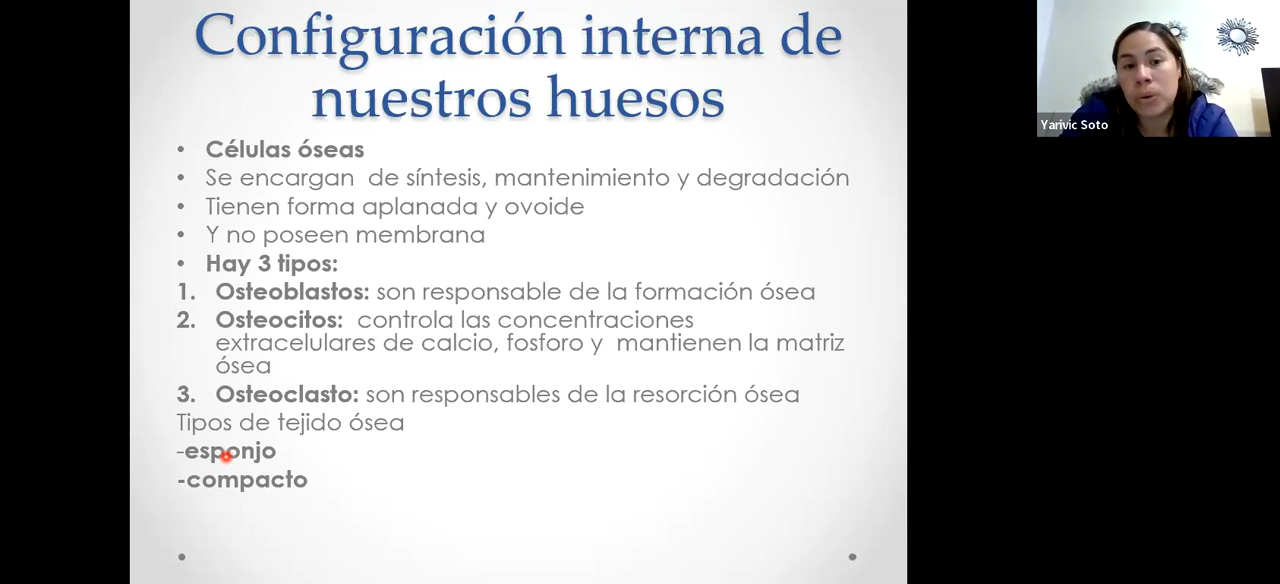 Configuración interna de
nuestros huesos
• Células óseas
• Se encargan de síntesis, mantenimiento y degradación
• Tienen forma aplanada y ovoide
• Y no poseen membrana
• Hay 3 tipos:
1. Osteoblastos: son responsable de la formación ósea
2. Osteocitos: controla las concentraciones
extracelulares de calcio, fosforo y mantienen la matriz
ósea
3. Osteoclasto: son responsables de la resorción ósea
Tipos de tejido ósea
-esponjo
-compacto
Yarivic Soto